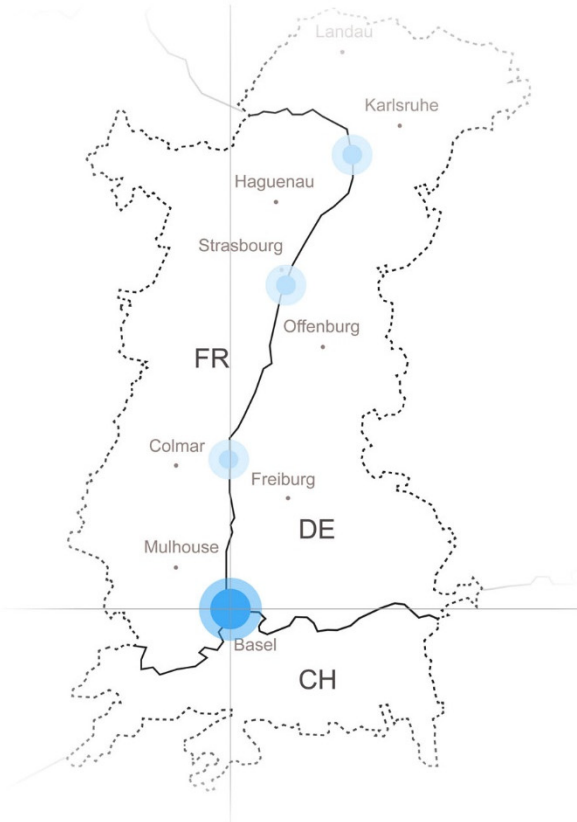 Landau
Karlsruhe
Haguenau
Strasbourg
Offenburg
FR
Colmar
Freiburg
DE
Mulhouse
Basel
CH